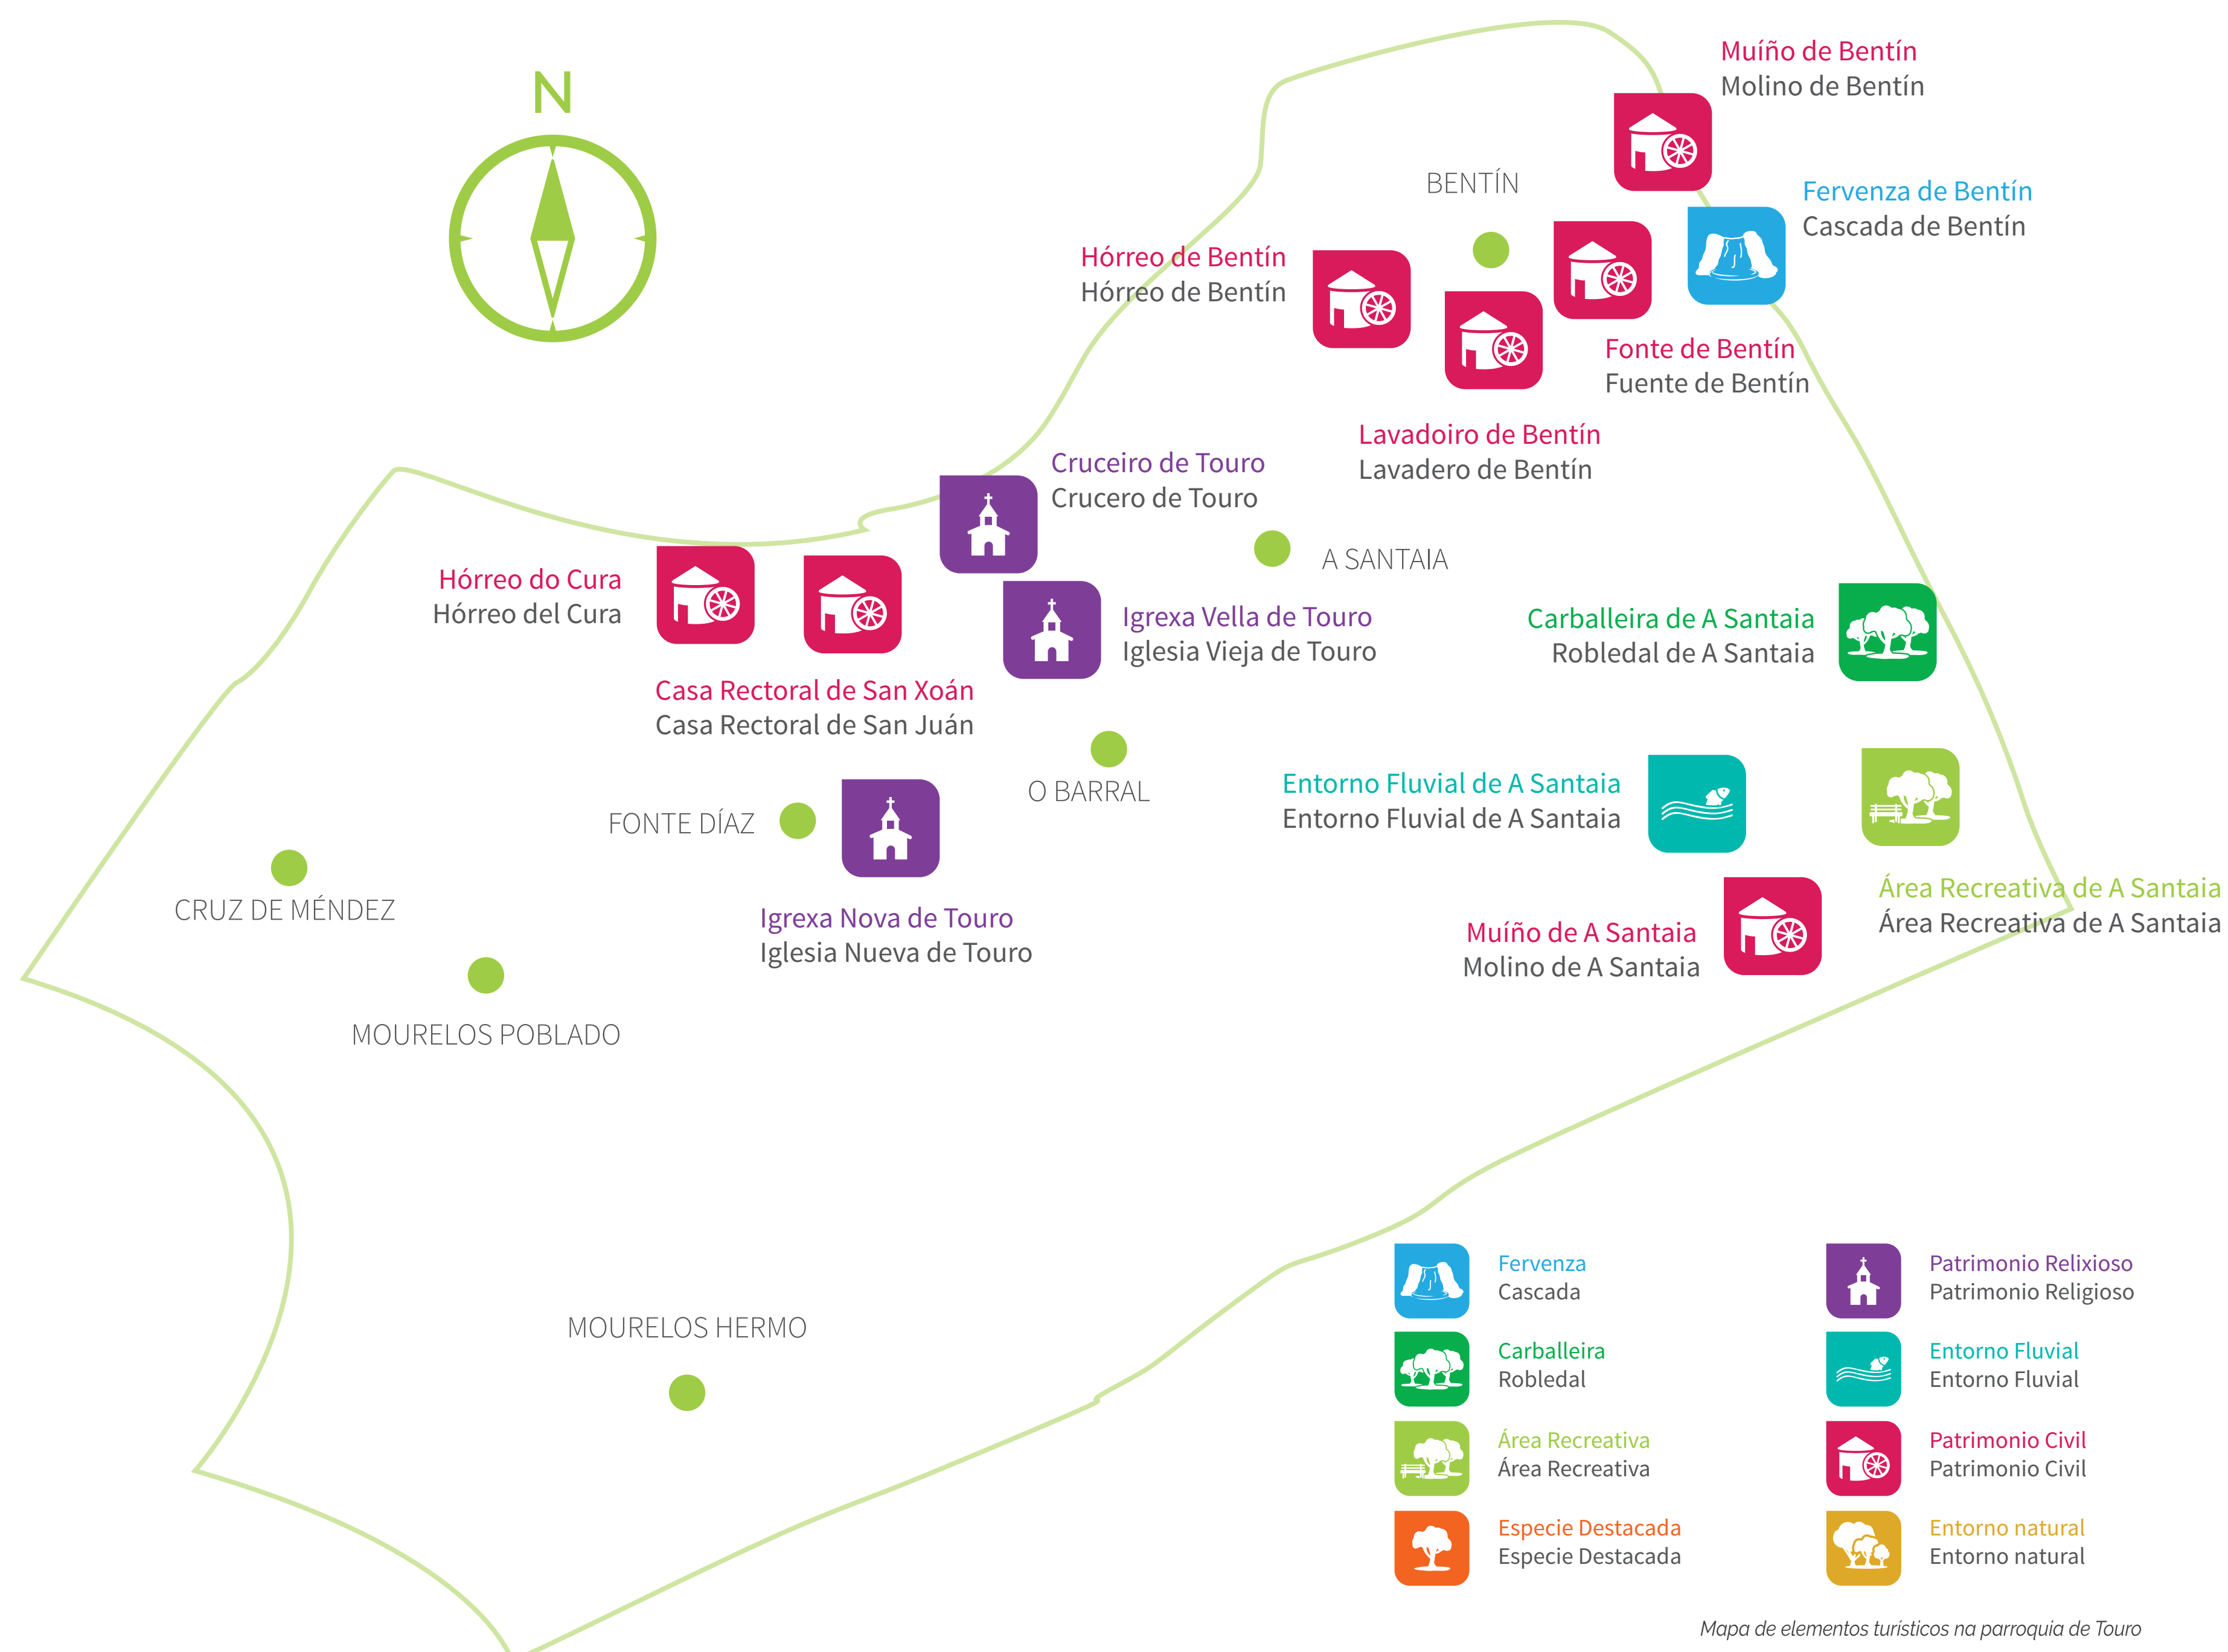 N
Muíño de Bentín
Molino de Bentín
BENTÍN
Fervenza de Bentín
Cascada de Bentín
Hórreo de Bentín
Hórreo de Bentín
Fonte de Bentín
Fuente de Bentín
Lavadoiro de Bentín
Lavadero de Bentín
Cruceiro de Touro
Crucero de Touro
A SANTAIA
Hórreo do Cura
Hórreo del Cura
Igrexa Vella de Touro
Iglesia Vieja de Touro
Carballeira de A Santaia
Robledal de A Santaia
Casa Rectoral de San Xoán
Casa Rectoral de San Juán
O BARRAL
Entorno Fluvial de A Santaia
Entorno Fluvial de A Santaia
FONTE DÍAZ
CRUZ DE MÉNDEZ
Igrexa Nova de Touro
Iglesia Nueva de Touro
Área Recreativa de A Santaia
Área Recreativa de A Santaia
Muíño de A Santaia
Molino de A Santaia
MOURELOS POBLADO
MOURELOS HERMO
Fervenza
Cascada
Carballeira
Robledal
Área Recreativa
Área Recreativa
Especie Destacada
Especie Destacada
Patrimonio Relixioso
Patrimonio Religioso
Entorno Fluvial
Entorno Fluvial
Patrimonio Civil
Patrimonio Civil
Entorno natural
Entorno natural
Mapa de elementos turísticos na parroquia de Touro